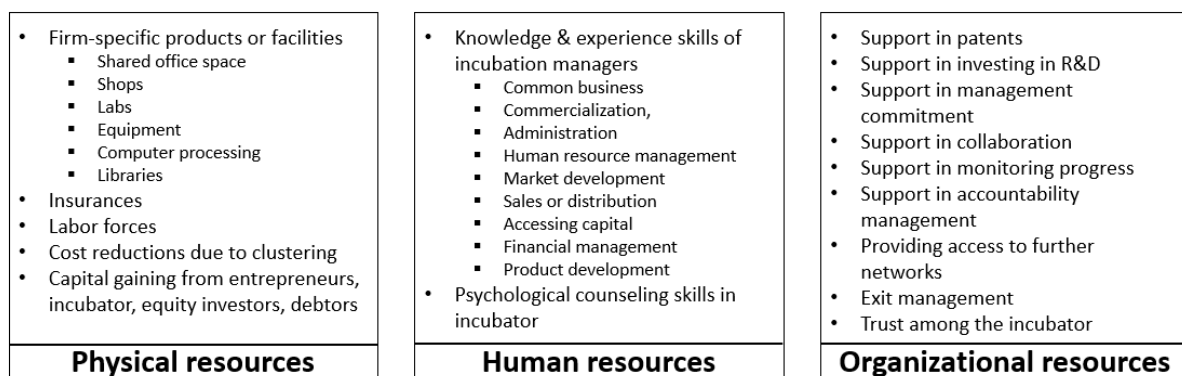 • Firm-specific products or facilities
▪ Shared office space
▪ Shops
▪ Labs
▪ Equipment
▪ Computer processing
▪ Libraries
• Insurances
• Labor forces
• Cost reductions due to clustering
• Capital gaining from entrepreneurs,
incubator, equity investors, debtors
Physical resources
• Knowledge & experience skills of
incubation managers
▪ Common business
▪ Commercialization,
▪ Administration
▪ Human resource management
▪ Market development
▪ Sales or distribution
▪ Accessing capital
▪ Financial management
▪ Product development
• Psychological counseling skills in
incubator
Human resources
• Support in patents
• Support in investing in R&D
• Support in management
commitment
• Support in collaboration
• Support in monitoring progress
• Support in accountability
management
• Providing access to further
networks
• Exit management
• Trust among the incubator
Organizational resources